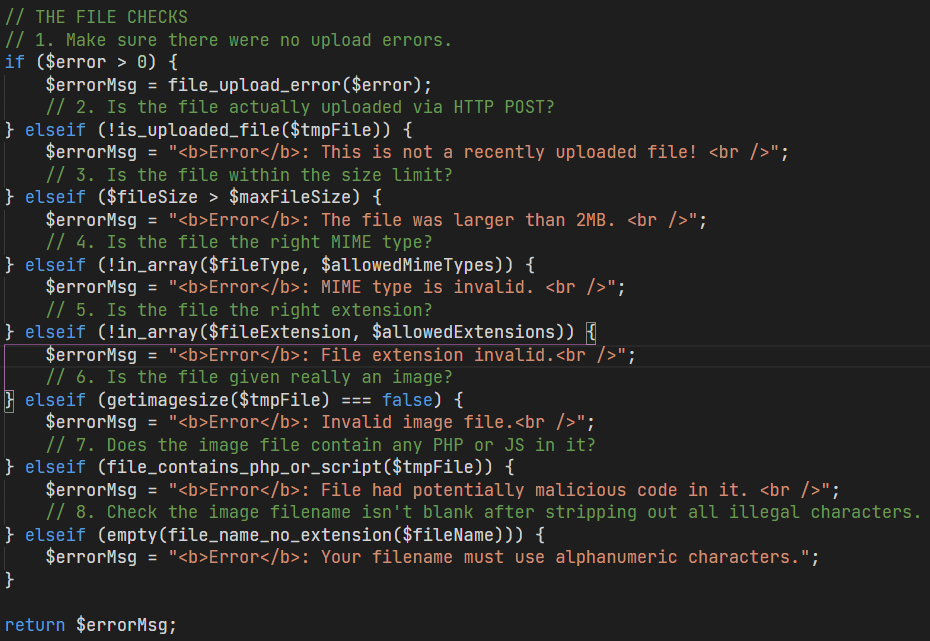 // THE FILE CHECKS
// 1. Make sure there were no upload errors.
if ($error > 0) {
    $errorMsg = file_upload_error($error);
    // 2. Is the file actually uploaded via HTTP POST?
} elseif (!is_uploaded_file($tmpFile)) {
    $errorMsg = "<b>Error</b>: This is not a recently uploaded file! <br />";
    // 3. Is the file within the size limit?
} elseif ($fileSize > $maxFileSize) {
    $errorMsg = "<b>Error</b>: The file was larger than 2MB. <br />";
    // 4. Is the file the right MIME type?
} elseif (!in_array($fileType, $allowedMimeTypes)) {
    $errorMsg = "<b>Error</b>: MIME type is invalid. <br />";
    // 5. Is the file the right extension?
} elseif (!in_array($fileExtension, $allowedExtensions)) {
    $errorMsg = "<b>Error</b>: File extension invalid.<br />";
    // 6. Is the file given really an image?
} elseif (getimagesize($tmpFile) === false) {
    $errorMsg = "<b>Error</b>: Invalid image file.<br />";
    // 7. Does the image file contain any PHP or JS in it?
} elseif (file_contains_php_or_script($tmpFile)) {
    $errorMsg = "<b>Error</b>: File had potentially malicious code in it. <br />";
    // 8. Check the image filename isn't blank after stripping out all illegal characters.
} elseif (empty(file_name_no_extension($fileName))) {
    $errorMsg = "<b>Error</b>: Your filename must use alphanumeric characters.";
}

return $errorMsg;